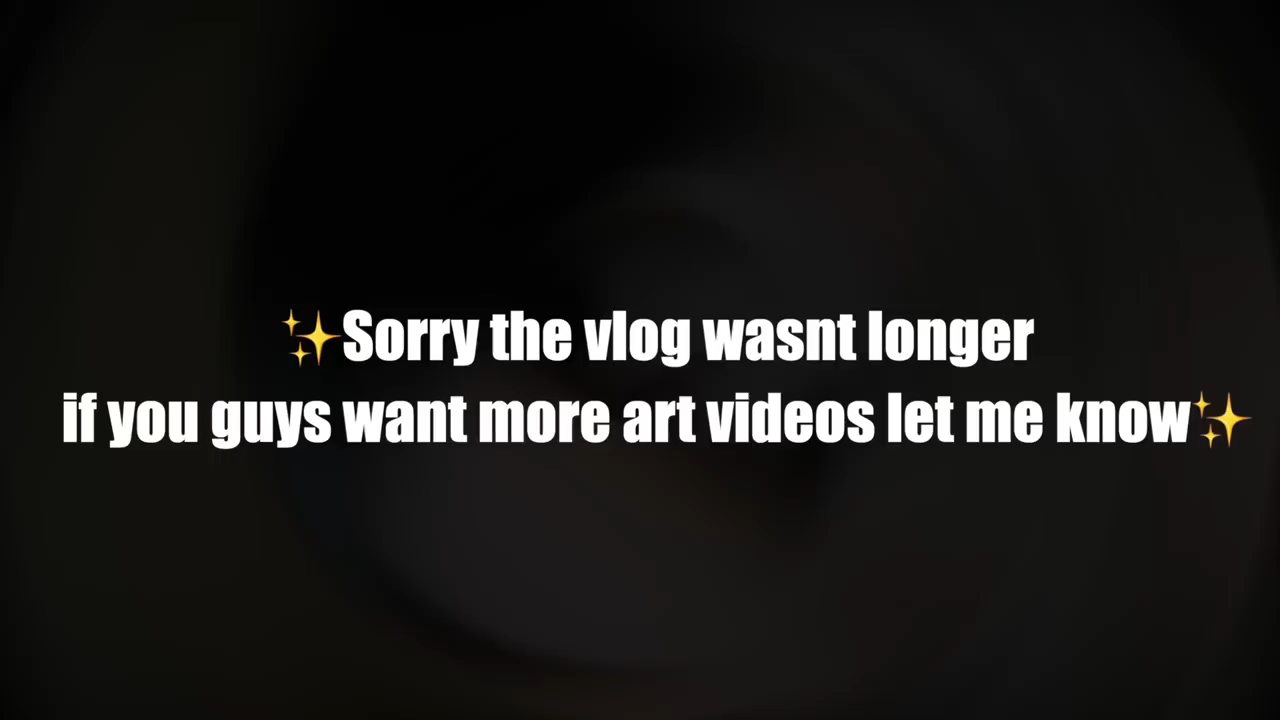 ✨Sorry the vlog wasnt longer
if you guys want more art videos let me know✨